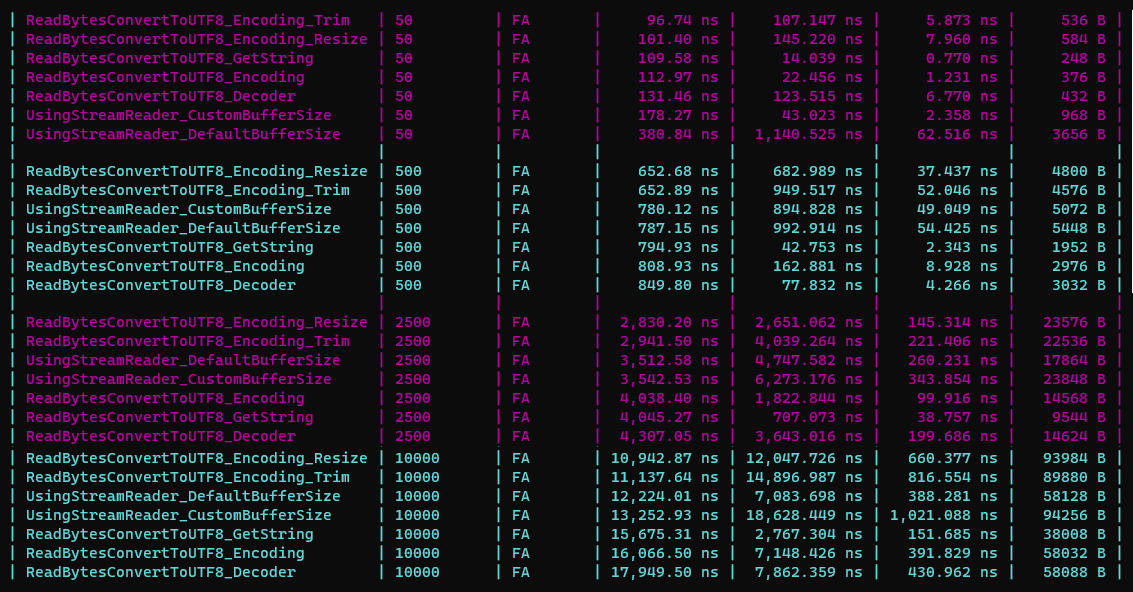 | ReadBytesConvertToUTF8_Encoding_Trim | 50 | FA | 96.74 ns | 107.147 ns | 5.873 ns | 536 B |
| ReadBytesConvertToUTF8_Encoding_Resize | 50 | FA | 101.40 ns | 145.220 ns | 7.960 ns | 584 B |
| ReadBytesConvertToUTF8_GetString | 50 | FA | 109.58 ns | 14.039 ns | 0.770 ns | 248 B |
| ReadBytesConvertToUTF8_Encoding | 50 | FA | 112.97 ns | 22.456 ns | 1.231 ns | 376 B |
| ReadBytesConvertToUTF8_Decoder | 50 | FA | 131.46 ns | 123.515 ns | 6.770 ns | 432 B |
| UsingStreamReader_CustomBufferSize | 50 | FA | 178.27 ns | 43.023 ns | 2.358 ns | 968 B |
| UsingStreamReader_DefaultBufferSize | 50 | FA | 380.84 ns | 1,140.525 ns | 62.516 ns | 3656 B |
| | | | | | | |
| ReadBytesConvertToUTF8_Encoding_Resize | 500 | FA | 652.68 ns | 682.989 ns | 37.437 ns | 4800 B |
| ReadBytesConvertToUTF8_Encoding_Trim | 500 | FA | 652.89 ns | 949.517 ns | 52.046 ns | 4576 B |
| UsingStreamReader_CustomBufferSize | 500 | FA | 780.12 ns | 894.828 ns | 49.049 ns | 5072 B |
| UsingStreamReader_DefaultBufferSize | 500 | FA | 787.15 ns | 992.914 ns | 54.425 ns | 5448 B |
| ReadBytesConvertToUTF8_GetString | 500 | FA | 794.93 ns | 42.753 ns | 2.343 ns | 1952 B |
| ReadBytesConvertToUTF8_Encoding | 500 | FA | 808.93 ns | 162.881 ns | 8.928 ns | 2976 B |
| ReadBytesConvertToUTF8_Decoder | 500 | FA | 849.80 ns | 77.832 ns | 4.266 ns | 3032 B |
| | | | | | | |
| ReadBytesConvertToUTF8_Encoding_Resize | 2500 | FA | 2,830.20 ns | 2,651.062 ns | 145.314 ns | 23576 B |
| ReadBytesConvertToUTF8_Encoding_Trim | 2500 | FA | 2,941.50 ns | 4,039.264 ns | 221.406 ns | 22536 B |
| UsingStreamReader_DefaultBufferSize | 2500 | FA | 3,512.58 ns | 4,747.582 ns | 260.231 ns | 17864 B |
| UsingStreamReader_CustomBufferSize | 2500 | FA | 3,542.53 ns | 6,273.176 ns | 343.854 ns | 23848 B |
| ReadBytesConvertToUTF8_Encoding | 2500 | FA | 4,038.40 ns | 1,822.844 ns | 99.916 ns | 14568 B |
| ReadBytesConvertToUTF8_GetString | 2500 | FA | 4,045.27 ns | 707.073 ns | 38.757 ns | 9544 B |
| ReadBytesConvertToUTF8_Decoder | 2500 | FA | 4,307.05 ns | 3,643.016 ns | 199.686 ns | 14624 B |
| ReadBytesConvertToUTF8_Encoding_Resize | 10000 | FA | 10,942.87 ns | 12,047.726 ns | 660.377 ns | 93984 B |
| ReadBytesConvertToUTF8_Encoding_Trim | 10000 | FA | 11,137.64 ns | 14,896.987 ns | 816.554 ns | 89880 B |
| UsingStreamReader_DefaultBufferSize | 10000 | FA | 12,224.01 ns | 7,083.698 ns | 388.281 ns | 58128 B |
| UsingStreamReader_CustomBufferSize | 10000 | FA | 13,252.93 ns | 18,628.449 ns | 1,021.088 ns | 94256 B |
| ReadBytesConvertToUTF8_GetString | 10000 | FA | 15,675.31 ns | 2,767.304 ns | 151.685 ns | 38008 B |
| ReadBytesConvertToUTF8_Encoding | 10000 | FA | 16,066.50 ns | 7,148.426 ns | 391.829 ns | 58032 B |
| ReadBytesConvertToUTF8_Decoder | 10000 | FA | 17,949.50 ns | 7,862.359 ns | 430.962 ns | 58088 B |